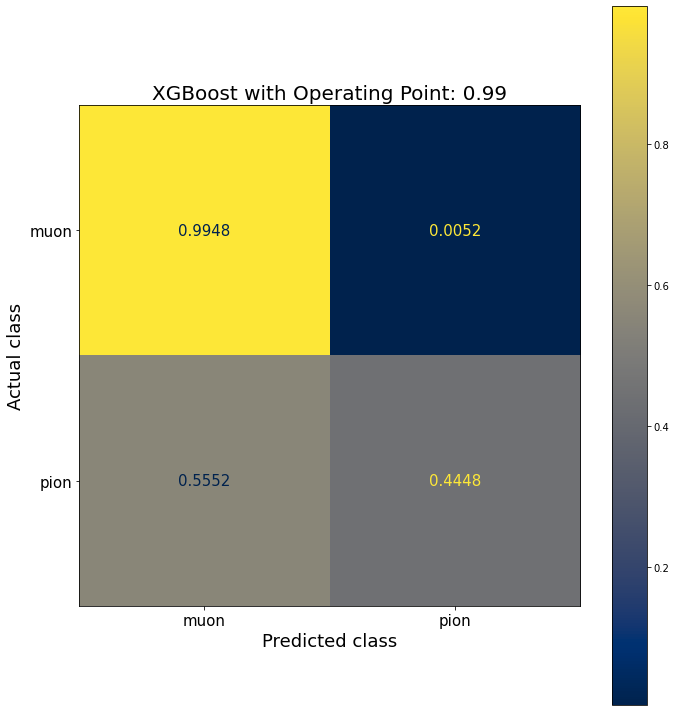 XGBoost with Operating Point: 0.99
Actual class
muon
0.9948
0.0052
pion
0.5552
0.4448
muon
pion
Predicted class
0.8
0.6
0.4
0.2